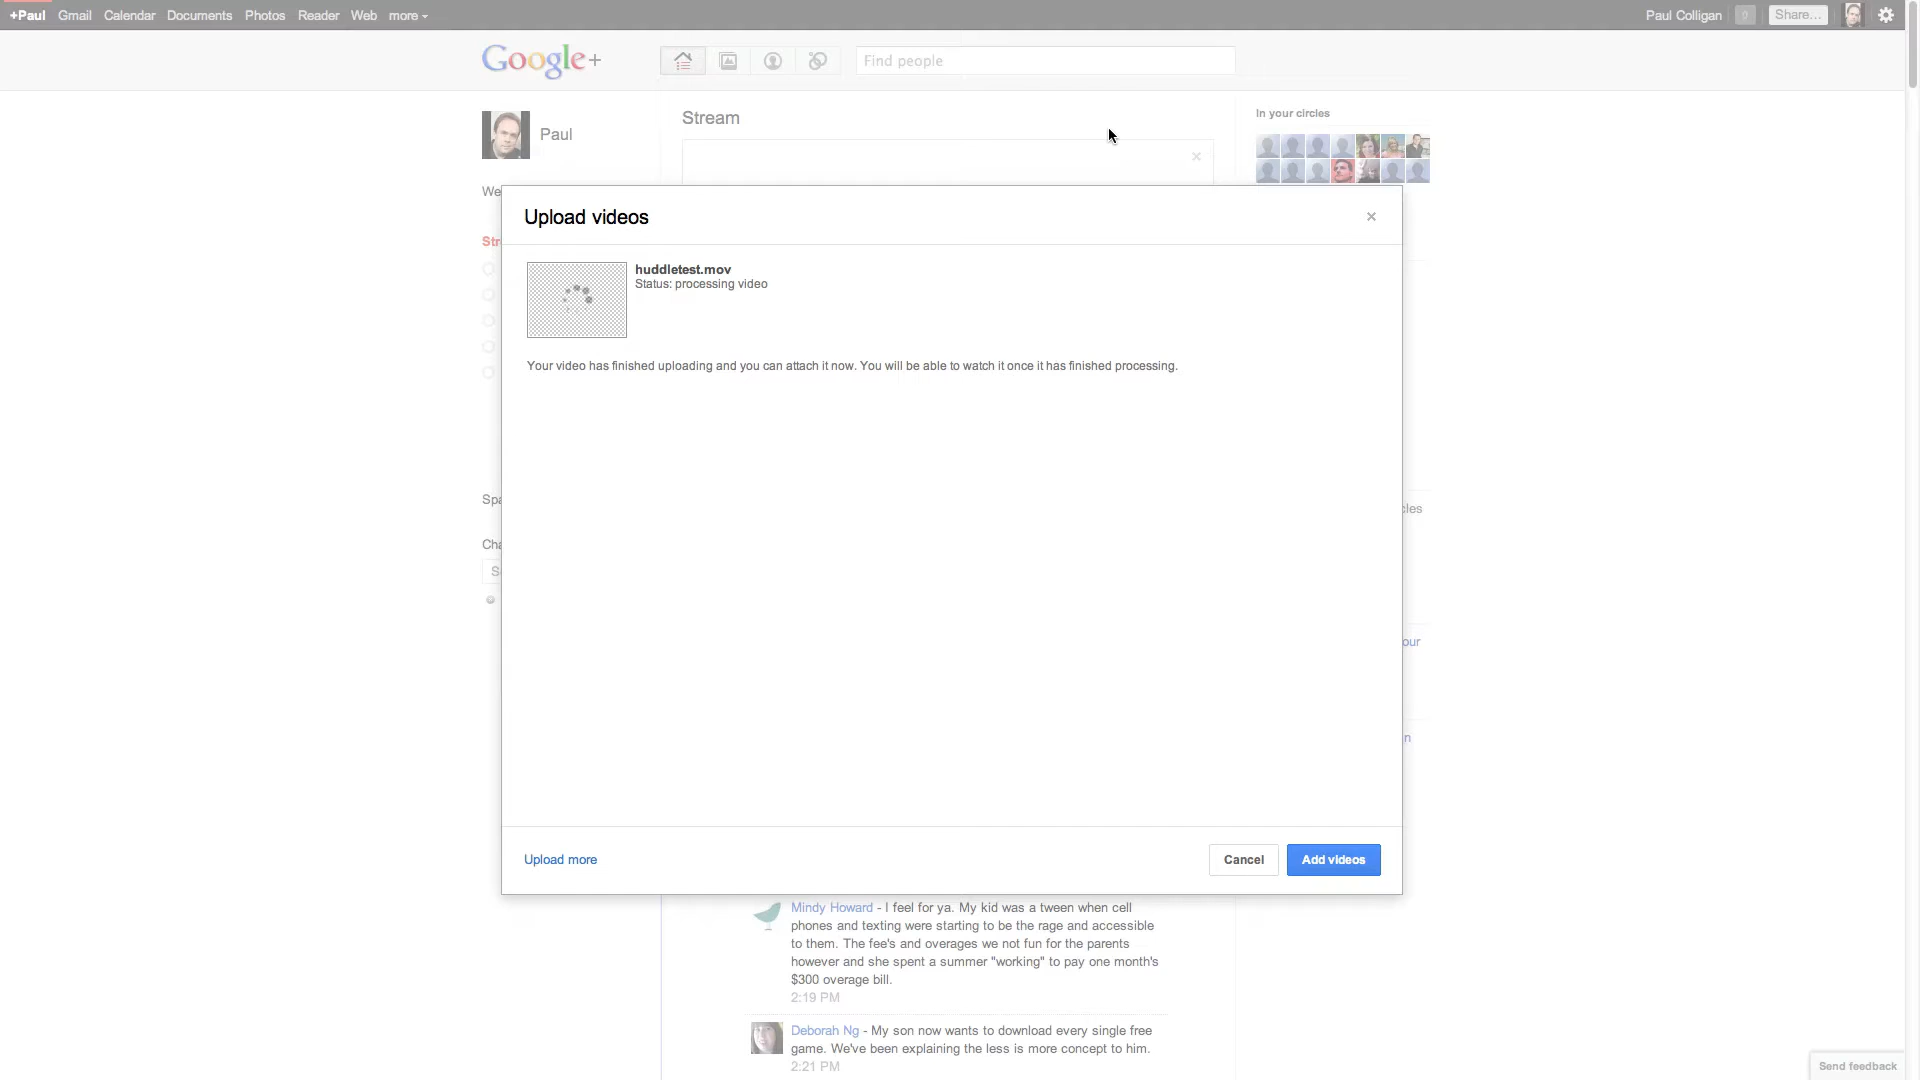 +Paul Gmail Calendar Documents Photos Reader Web more
Paul Colligan 0 Share...
Google+
Find people
Paul
Stream
In your circles
We
Str
Spa
Cha
S
cles
our
n
Upload videos
huddletest.mov
Status: processing video
Your video has finished uploading and you can attach it now. You will be able to watch it once it has finished processing.
Upload more
Cancel
Add videos
Mindy Howard - I feel for ya. My kid was a tween when cell
phones and texting were starting to be the rage and accessible
to them. The fee's and overages we not fun for the parents
however and she spent a summer "working" to pay one month's
$300 overage bill.
2:19 PM
Deborah Ng - My son now wants to download every single free
game. We've been explaining the less is more concept to him.
2:21 PM
Send feedback